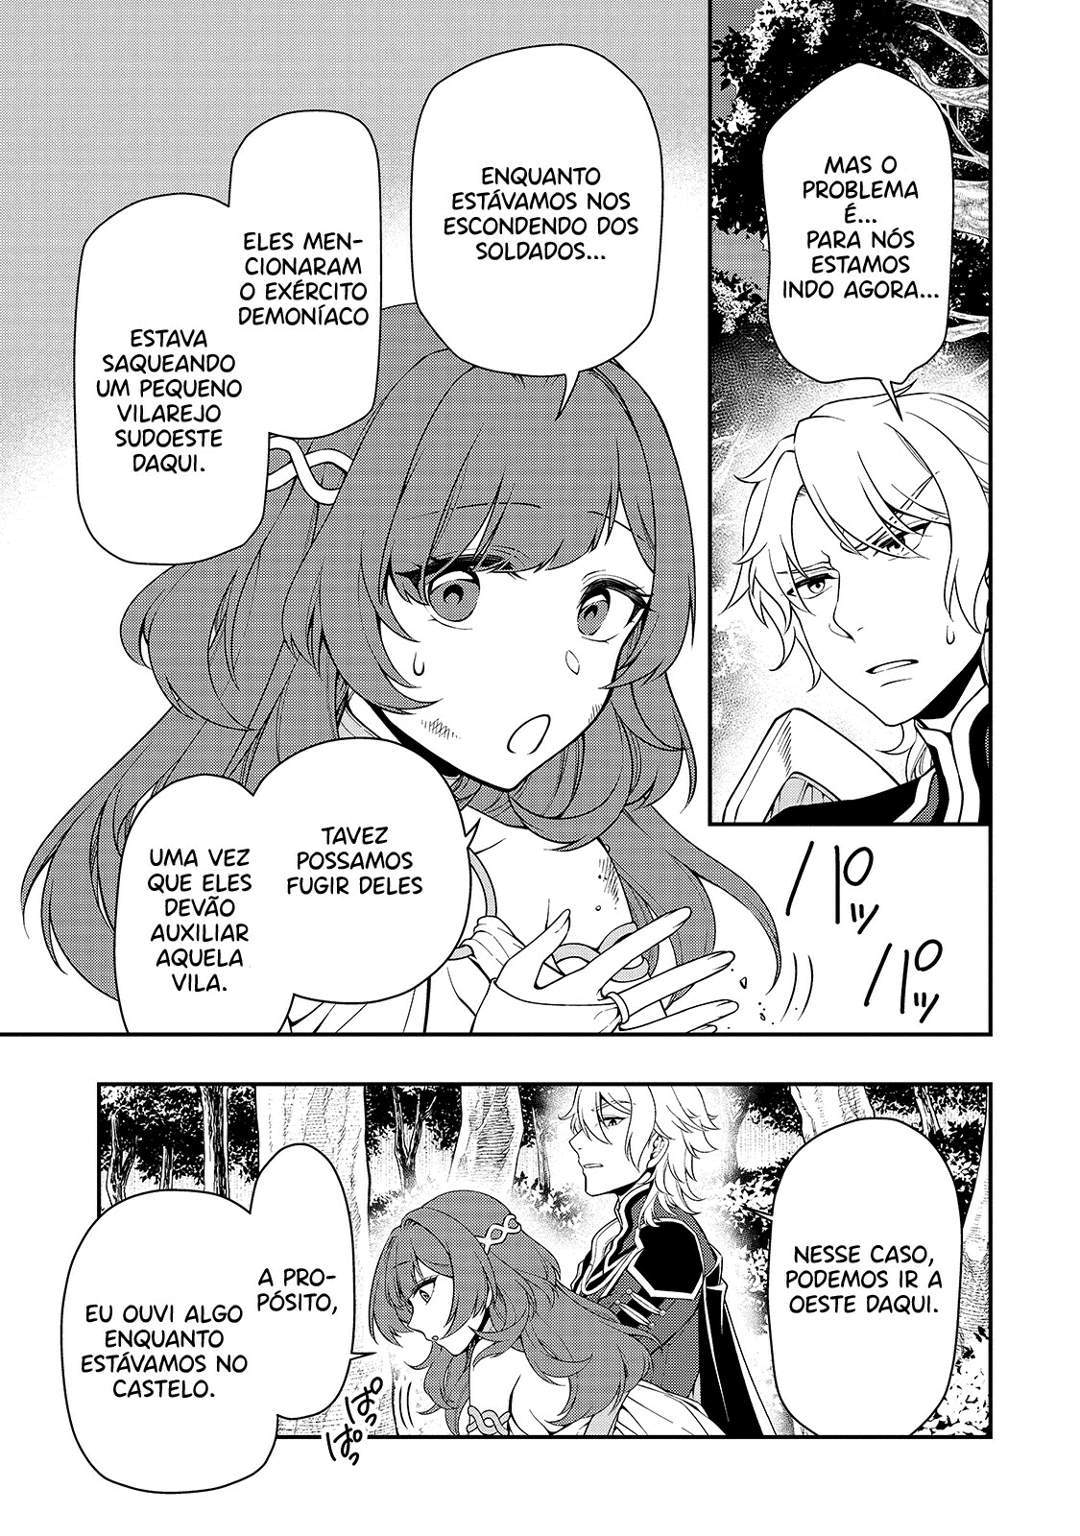 MAS O
PROBLEMA
É...
PARA NÓS
ESTAMOS
INDO AGORA...
ENQUANTO
ESTÁVAMOS NOS
ESCONDENDO DOS
SOLDADOS...
ELES MEN-
CIONARAM
O EXÉRCITO
DEMONÍACO
ESTAVA
SAQUEANDO
UM PEQUENO
VILAREJO
SUDOESTE
DAQUI.
TAVEZ
POSSAMOS
FUGIR DELES
UMA VEZ
QUE ELES
DEVÃO
AUXILIAR
AQUELA
VILA.
パパッ
パパッ
NESSE CASO,
PODEMOS IR A
OESTE DAQUI.
A PRO-
PÓSITO,
EU OUVI ALGO
ENQUANTO
ESTÁVAMOS NO
CASTELO.
ぱっ
ぱっ